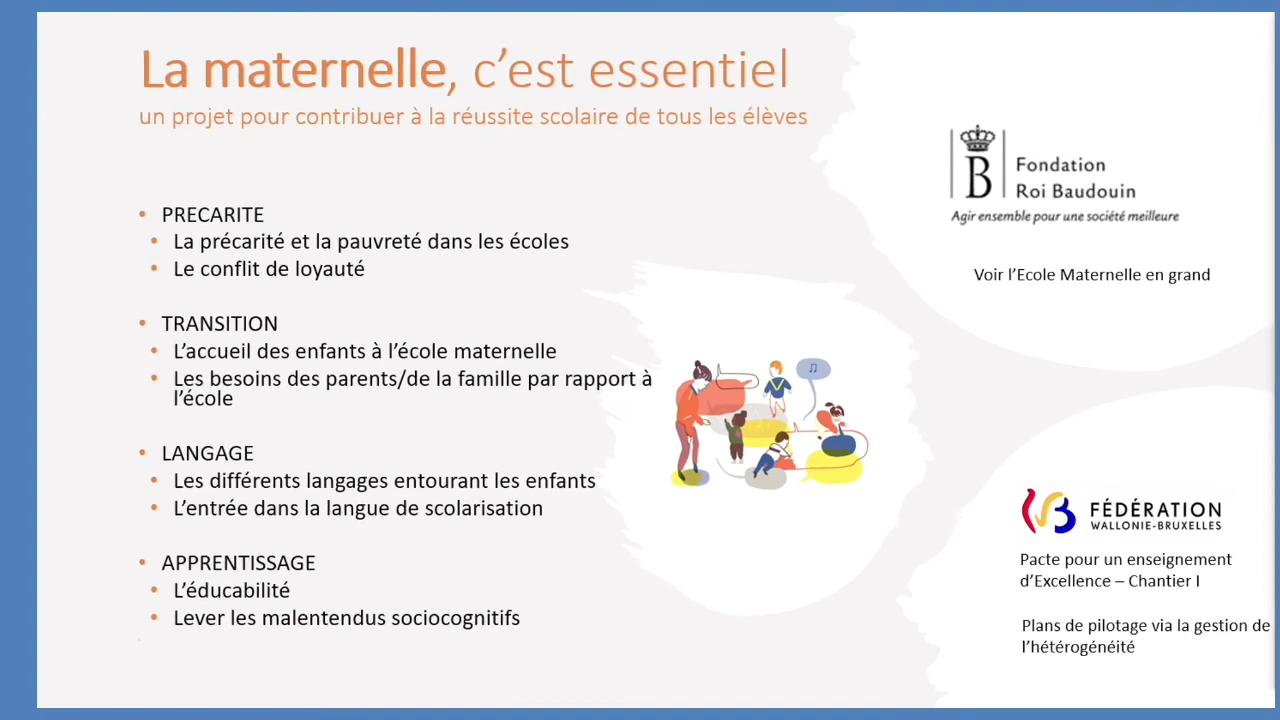 La maternelle, c’est essentiel
un projet pour contribuer à la réussite scolaire de tous les élèves
• PRECARITE
• La précarité et la pauvreté dans les écoles
• Le conflit de loyauté
• TRANSITION
• L’accueil des enfants à l’école maternelle
• Les besoins des parents/de la famille par rapport à
l’école
• LANGAGE
• Les différents langages entourant les enfants
• L’entrée dans la langue de scolarisation
• APPRENTISSAGE
• L’éducabilité
• Lever les malentendus sociocognitifs
B
Fondation
Roi Baudouin
Agir ensemble pour une société meilleure
Voir l’Ecole Maternelle en grand
FÉDÉRATION
WALLONIE-BRUXELLES
Pacte pour un enseignement
d’Excellence – Chantier I
Plans de pilotage via la gestion de
l’hétérogénéité